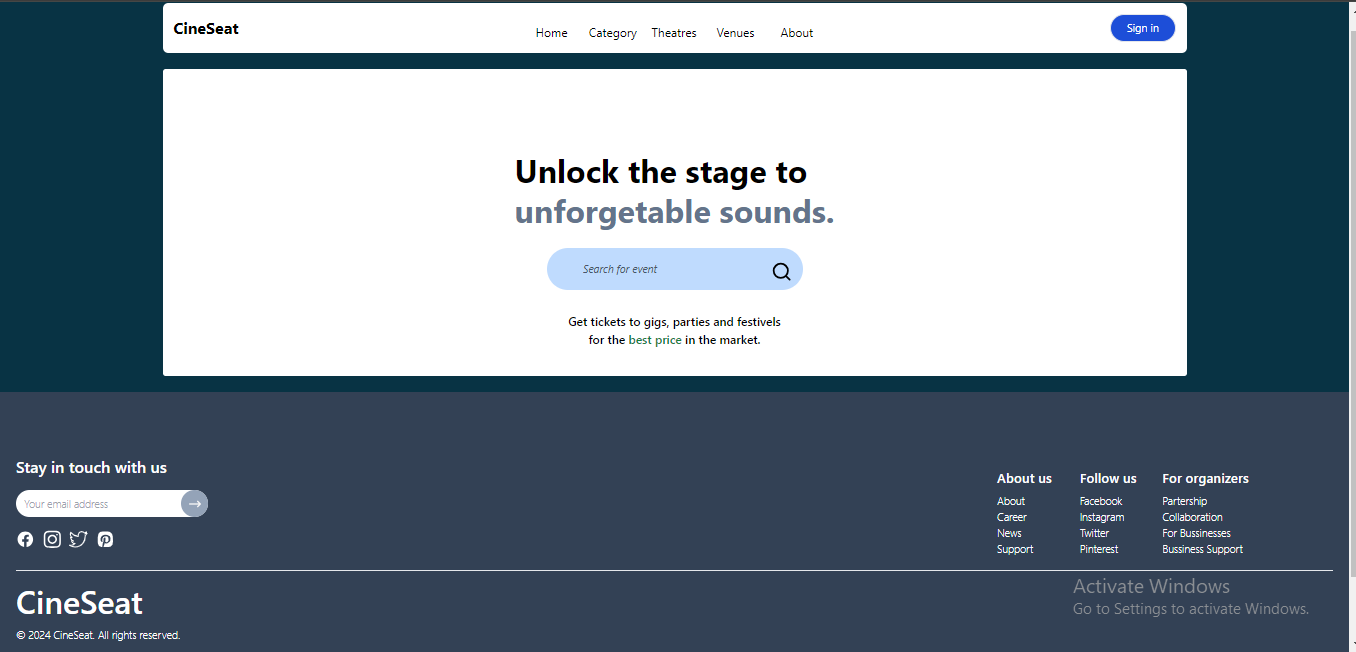 CineSeat
Home Category Theatres Venues About
Sign in
Unlock the stage to
unforgetable sounds.
Search for event
Get tickets to gigs, parties and festivels
for the best price in the market.
Stay in touch with us
Your email address
About us
About
Career
News
Support
Follow us
Facebook
Instagram
Twitter
Pinterest
For organizers
Partership
Collaboration
For Bussinesses
Bussiness Support
CineSeat
© 2024 CineSeat. All rights reserved.
Activate Windows
Go to Settings to activate Windows.